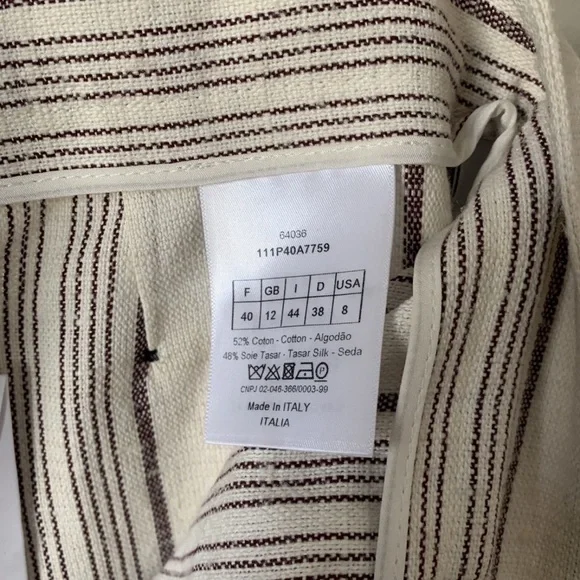 64036
111P40A7759
F GB I D USA
40 12 44 38 8
52% Coton - Cotton - Algodão
48% Soie Tasar - Tasar Silk - Seda
P
CNPJ 02-046-366/0003-99
Made in ITALY
ITALIA